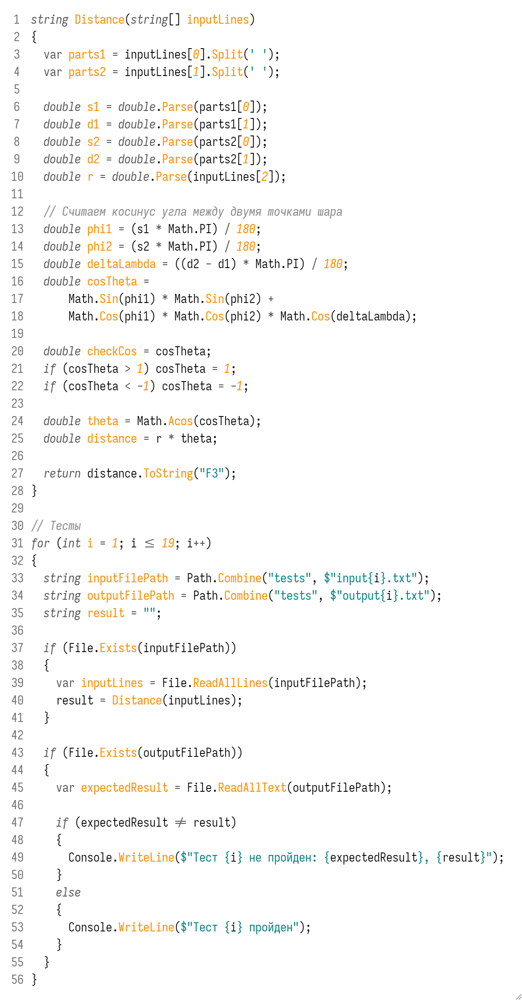 1 string Distance(string[] inputLines)
2 {
3 var parts1 = inputLines[0].Split(' ');
4 var parts2 = inputLines[1].Split(' ');
5
6 double s1 = double.Parse(parts1[0]);
7 double d1 = double.Parse(parts1[1]);
8 double s2 = double.Parse(parts2[0]);
9 double d2 = double.Parse(parts2[1]);
10 double r = double.Parse(inputLines[2]);
11
12 // Считаем косинус угла между двумя точками шара
13 double phi1 = (s1 * Math.PI) / 180;
14 double phi2 = (s2 * Math.PI) / 180;
15 double deltaLambda = ((d2 - d1) * Math.PI) / 180;
16 double cosTheta =
17 Math.Sin(phi1) * Math.Sin(phi2) +
18 Math.Cos(phi1) * Math.Cos(phi2) * Math.Cos(deltaLambda);
19
20 double checkCos = cosTheta;
21 if (cosTheta > 1) cosTheta = 1;
22 if (cosTheta < -1) cosTheta = -1;
23
24 double theta = Math.Acos(cosTheta);
25 double distance = r * theta;
26
27 return distance.ToString("F3");
28 }
29
30 // Тесты
31 for (int i = 1; i ≤ 19; i++)
32 {
33 string inputFilePath = Path.Combine("tests", $"input{i}.txt");
34 string outputFilePath = Path.Combine("tests", $"output{i}.txt");
35 string result = "";
36
37 if (File.Exists(inputFilePath))
38 {
39 var inputLines = File.ReadAllLines(inputFilePath);
40 result = Distance(inputLines);
41 }
42
43 if (File.Exists(outputFilePath))
44 {
45 var expectedResult = File.ReadAllText(outputFilePath);
46
47 if (expectedResult ≠ result)
48 {
49 Console.WriteLine($"Тест {i} не пройден: {expectedResult}, {result}");
50 }
51 else
52 {
53 Console.WriteLine($"Тест {i} пройден");
54 }
55 }
56 }